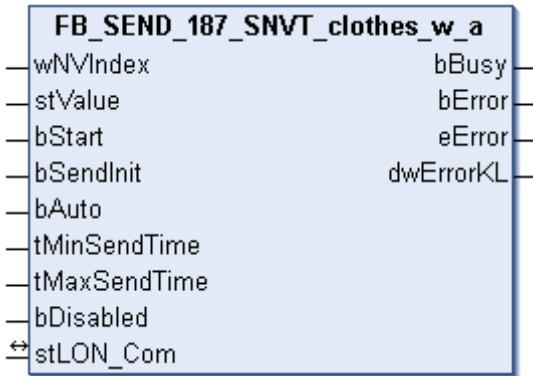 FB_SEND_187_SNVT_clothes_w_a
wNVIndex bBusy
stValue bError
bStart eError
bSendInit dwErrorKL
bAuto
tMinSendTime
tMaxSendTime
bDisabled
stLON_Com